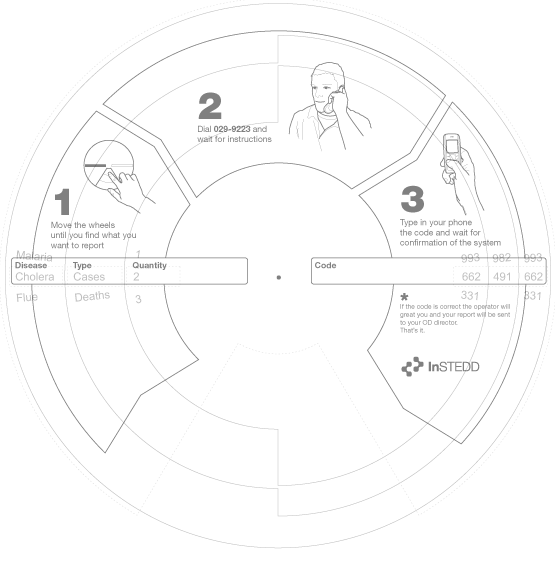 2
Dial 029-9223 and
wait for instructions
1
Move the wheels
until you find what you
want to report
3
Type in your phone
the code and wait for
confirmation of the system
Malaria 1 993 982 993
Disease Type Quantity Code
Cholera Cases 2 662 491 662
Flue Deaths 3 331 331
*
If the code is correct the operator will
great you and your report will be sent
to your OD director.
That's it.
InSTEDD